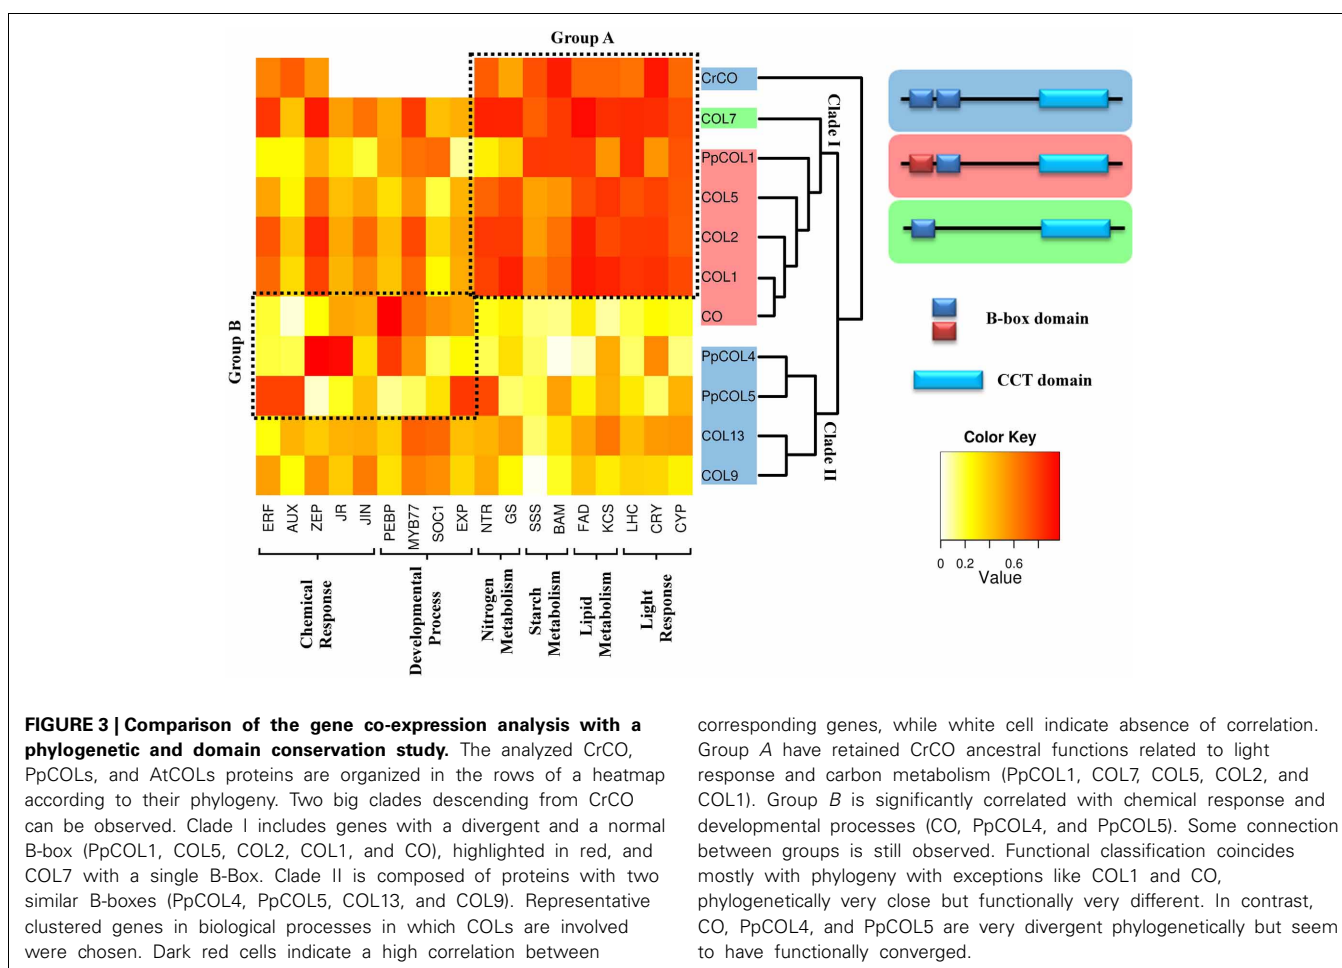 Group A
Group B
CrCO
COL7
PpCOL1
COL5
COL2
COL1
CO
PpCOL4
PpCOL5
COL13
COL9
Clade I
Clade II
B-box domain
CCT domain
Color Key
0 0.2 0.6
Value
ERF AUX ZEP JR JIN PEBP MYB77 SOC1 EXP NTR GS SSS BAM FAD KCS LHC CRY CYP
Chemical
Response
Developmental
Process
Nitrogen
Metabolism
Starch
Metabolism
Lipid
Metabolism
Light
Response
FIGURE 3 | Comparison of the gene co-expression analysis with a
phylogenetic and domain conservation study. The analyzed CrCO,
PpCOLs, and AtCOLs proteins are organized in the rows of a heatmap
according to their phylogeny. Two big clades descending from CrCO
can be observed. Clade I includes genes with a divergent and a normal
B-box (PpCOL1, COL5, COL2, COL1, and CO), highlighted in red, and
COL7 with a single B-Box. Clade II is composed of proteins with two
similar B-boxes (PpCOL4, PpCOL5, COL13, and COL9). Representative
clustered genes in biological processes in which COLs are involved
were chosen. Dark red cells indicate a high correlation between
corresponding genes, while white cell indicate absence of correlation.
Group A have retained CrCO ancestral functions related to light
response and carbon metabolism (PpCOL1, COL7, COL5, COL2, and
COL1). Group B is significantly correlated with chemical response and
developmental processes (CO, PpCOL4, and PpCOL5). Some connection
between groups is still observed. Functional classification coincides
mostly with phylogeny with exceptions like COL1 and CO,
phylogenetically very close but functionally very different. In contrast,
CO, PpCOL4, and PpCOL5 are very divergent phylogenetically but seem
to have functionally converged.